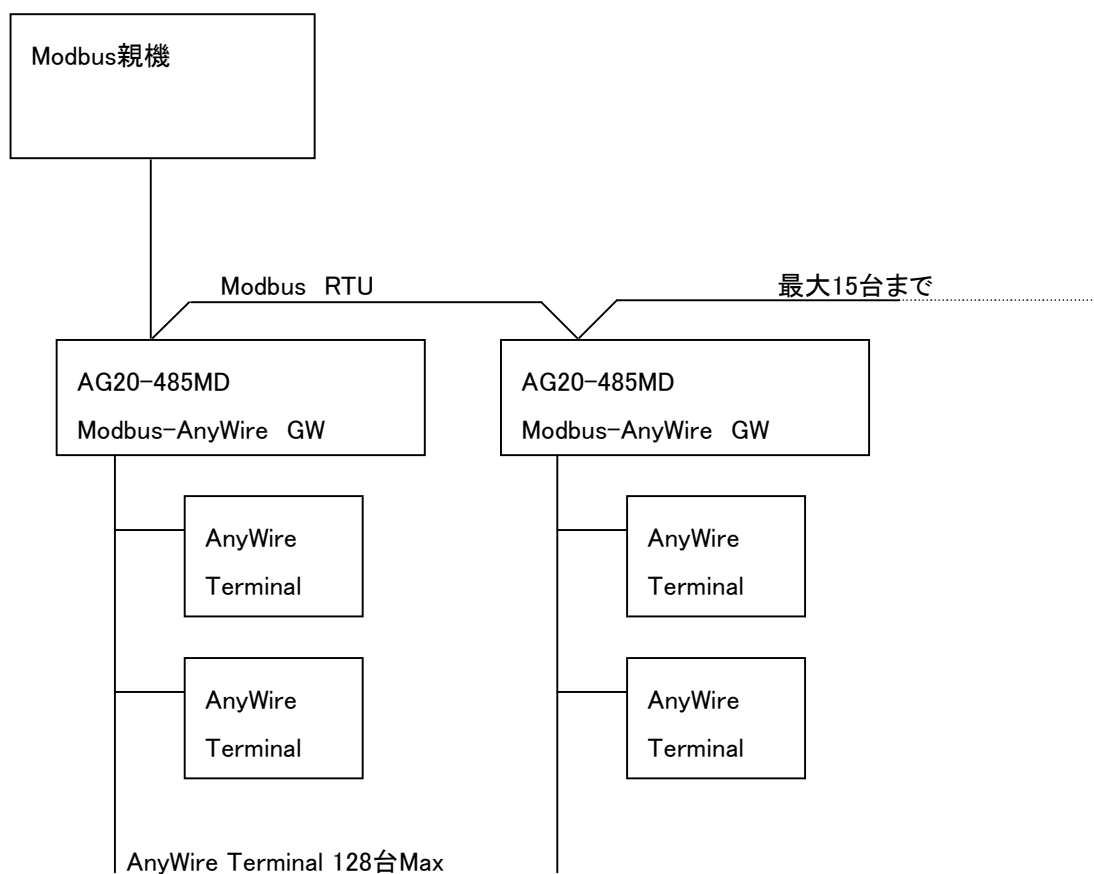 Modbus親機
Modbus RTU
最大15台まで
AG20-485MD
Modbus-AnyWire GW
AG20-485MD
Modbus-AnyWire GW
AnyWire
Terminal
AnyWire
Terminal
AnyWire
Terminal
AnyWire
Terminal
AnyWire Terminal 128台Max